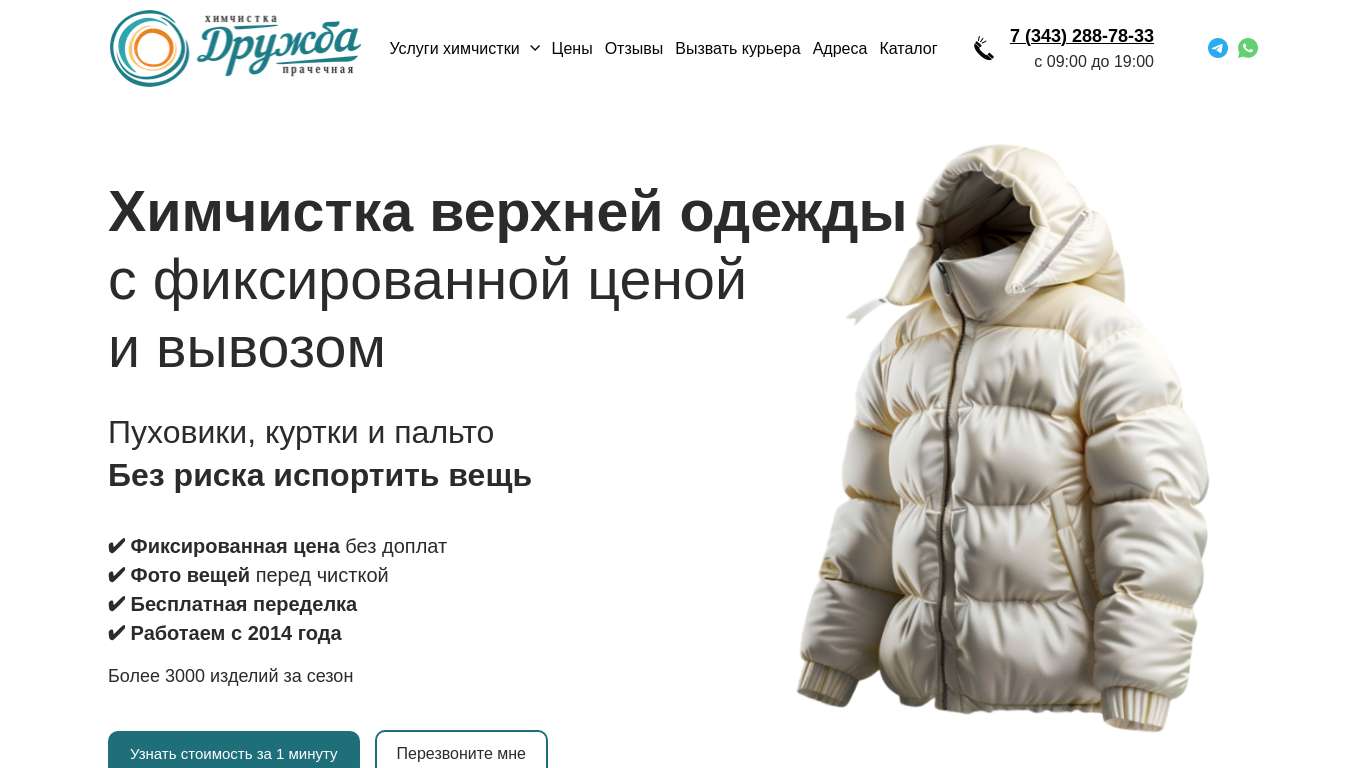 химчистка
Дружба
прачечная
Услуги химчистки
Цены
Отзывы
Вызвать курьера
Адреса
Каталог
7 (343) 288-78-33
с 09:00 до 19:00
Химчистка верхней одежды
с фиксированной ценой
и вывозом
Пуховики, куртки и пальто
Без риска испортить вещь
✔ Фиксированная цена без доплат
✔ Фото вещей перед чисткой
✔ Бесплатная переделка
✔ Работаем с 2014 года
Более 3000 изделий за сезон
Узнать стоимость за 1 минуту
Перезвоните мне